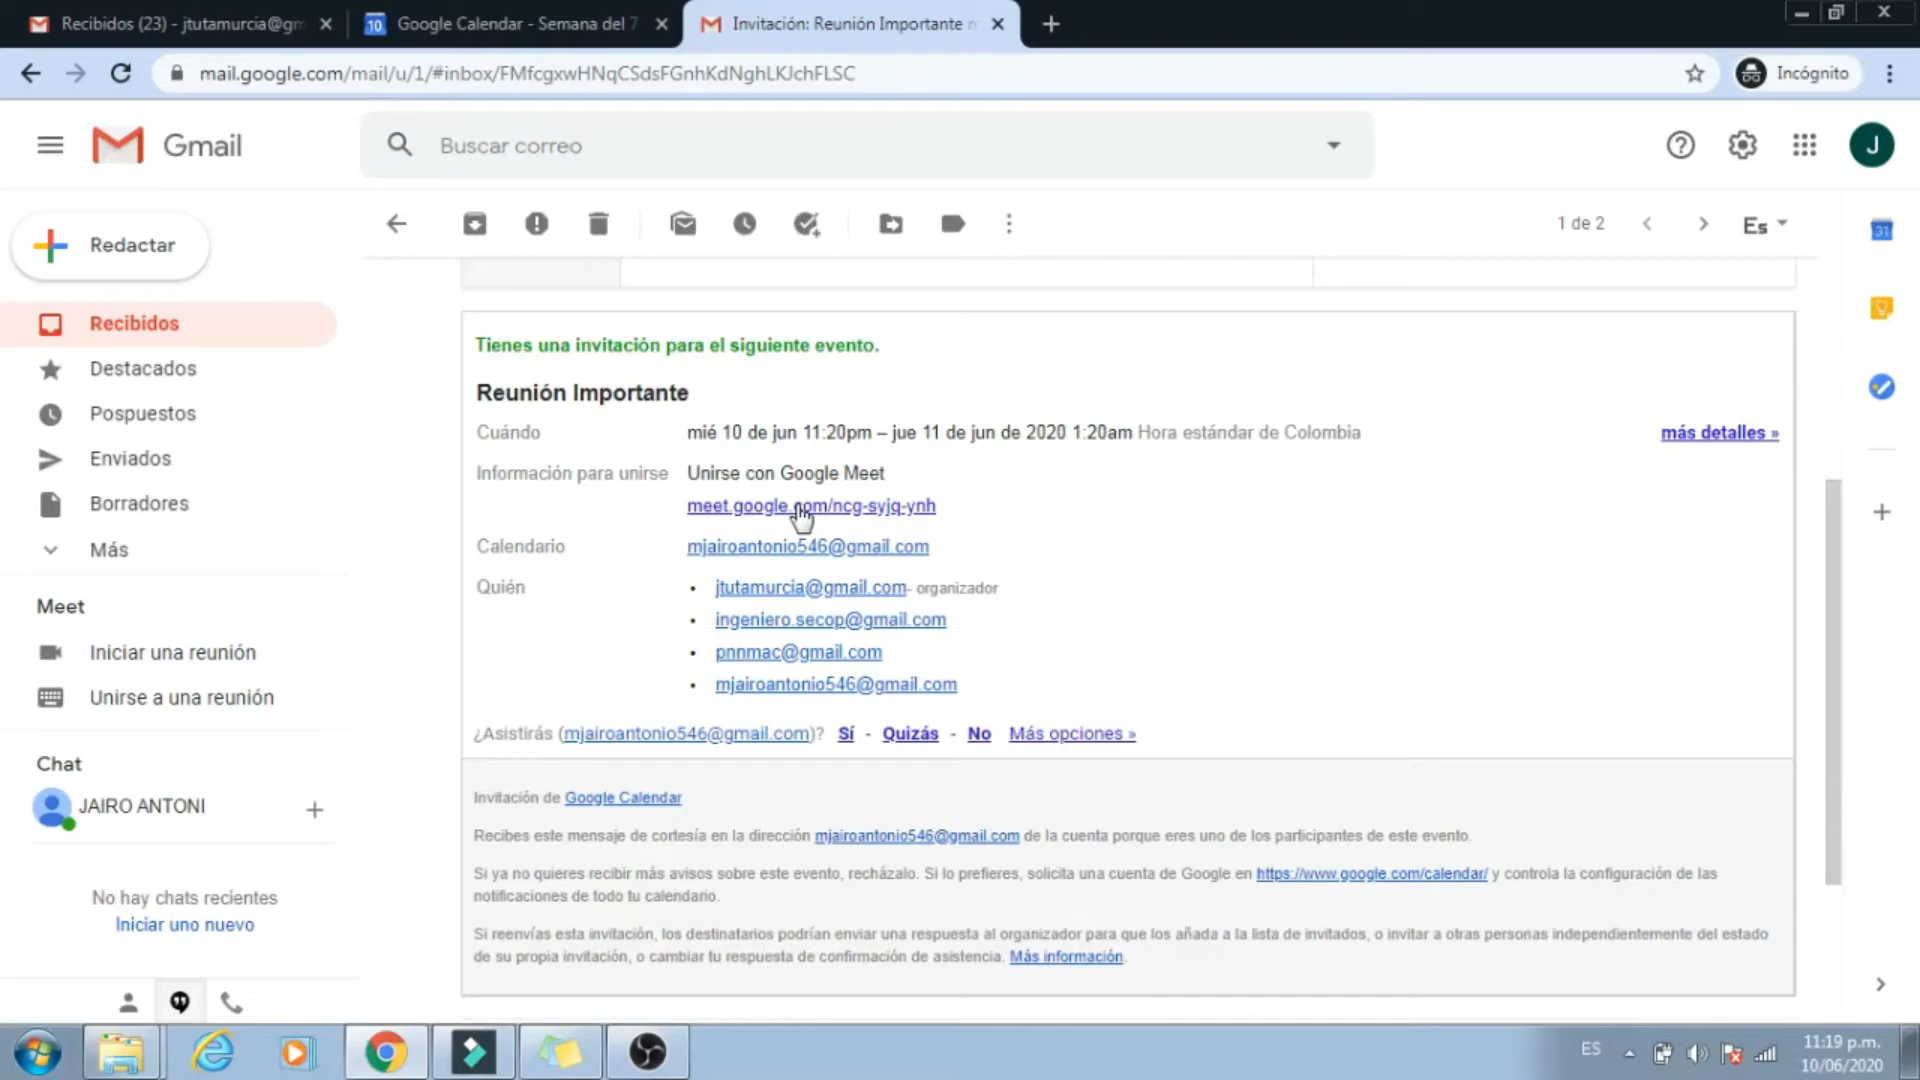 Recibidos (23) - jtutamurcia@gm
Google Calendar - Semana del 7
Invitación: Reunión Importante m
mail.google.com/mail/u/1/#inbox/FMfcgxwHNqCSdsFGnhKdNghLKJchFLSC
Incógnito
Gmail
Buscar correo
J
Redactar
1 de 2
Es
31
Recibidos
Destacados
Pospuestos
Enviados
Borradores
Más
Meet
Iniciar una reunión
Unirse a una reunión
Chat
JAIRO ANTONI
No hay chats recientes
Iniciar uno nuevo
Tienes una invitación para el siguiente evento.
Reunión Importante
Cuándo mié 10 de jun 11:20pm – jue 11 de jun de 2020 1:20am Hora estándar de Colombia más detalles »
Información para unirse Unirse con Google Meet
meet.google.com/ncg-syjq-ynh
Calendario mjairoantonio546@gmail.com
Quién • jtutamurcia@gmail.com- organizador
• ingeniero.secop@gmail.com
• pnnmac@gmail.com
• mjairoantonio546@gmail.com
¿Asistirás (mjairoantonio546@gmail.com)? Sí - Quizás - No Más opciones »
Invitación de Google Calendar
Recibes este mensaje de cortesía en la dirección mjairoantonio546@gmail.com de la cuenta porque eres uno de los participantes de este evento.
Si ya no quieres recibir más avisos sobre este evento, recházalo. Si lo prefieres, solicita una cuenta de Google en https://www.google.com/calendar/ y controla la configuración de las
notificaciones de todo tu calendario.
Si reenvías esta invitación, los destinatarios podrían enviar una respuesta al organizador para que los añada a la lista de invitados, o invitar a otras personas independientemente del estado
de su propia invitación, o cambiar tu respuesta de confirmación de asistencia. Más información.
ES
11:19 p.m.
10/06/2020